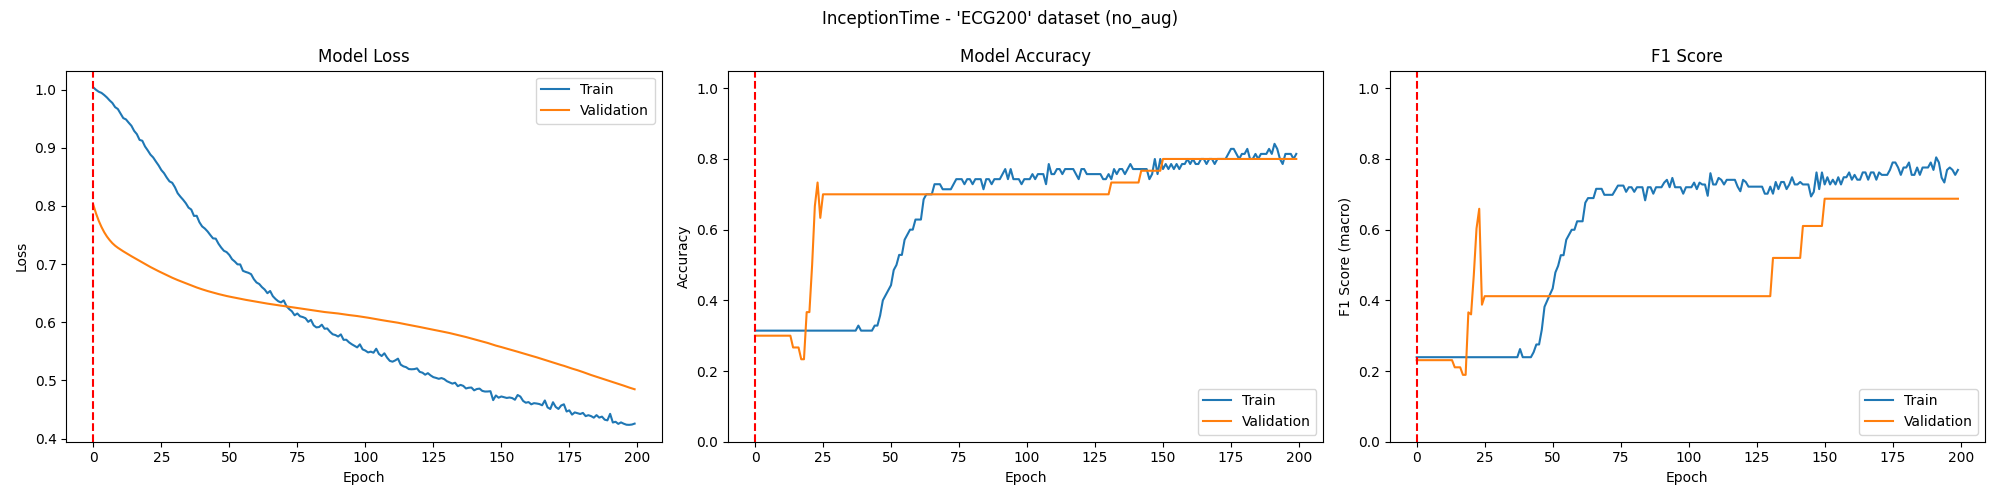 InceptionTime - 'ECG200' dataset (no_aug)
Model Loss
Loss
1.0
0.9
0.8
0.7
0.6
0.5
0.4
Train
Validation
0 25 50 75 100 125 150 175 200
Epoch
Model Accuracy
Accuracy
1.0
0.8
0.6
0.4
0.2
0.0
Train
Validation
0 25 50 75 100 125 150 175 200
Epoch
F1 Score
F1 Score (macro)
1.0
0.8
0.6
0.4
0.2
0.0
Train
Validation
0 25 50 75 100 125 150 175 200
Epoch